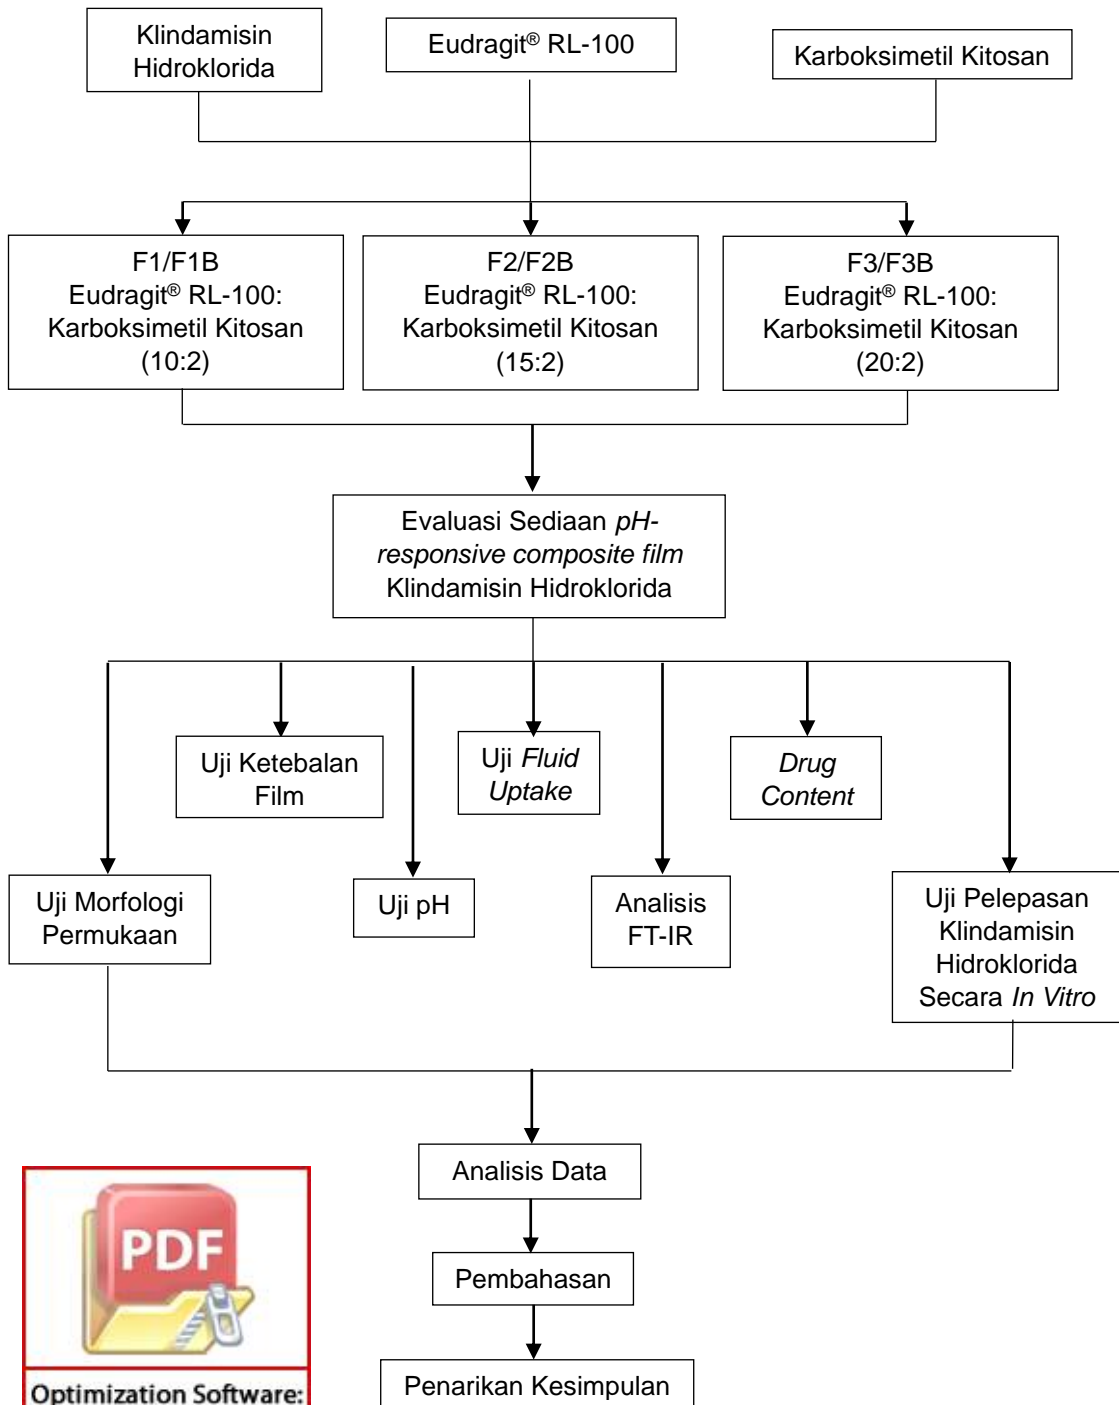 Klindamisin
Hidroklorida
Eudragit® RL-100
Karboksimetil Kitosan
F1/F1B
Eudragit® RL-100:
Karboksimetil Kitosan
(10:2)
F2/F2B
Eudragit® RL-100:
Karboksimetil Kitosan
(15:2)
F3/F3B
Eudragit® RL-100:
Karboksimetil Kitosan
(20:2)
Evaluasi Sediaan pH-
responsive composite film
Klindamisin Hidroklorida
Uji Ketebalan
Film
Uji Fluid
Uptake
Drug
Content
Uji Morfologi
Permukaan
Uji pH
Analisis
FT-IR
Uji Pelepasan
Klindamisin
Hidroklorida
Secara In Vitro
Analisis Data
Pembahasan
Penarikan Kesimpulan
PDF
Optimization Software: